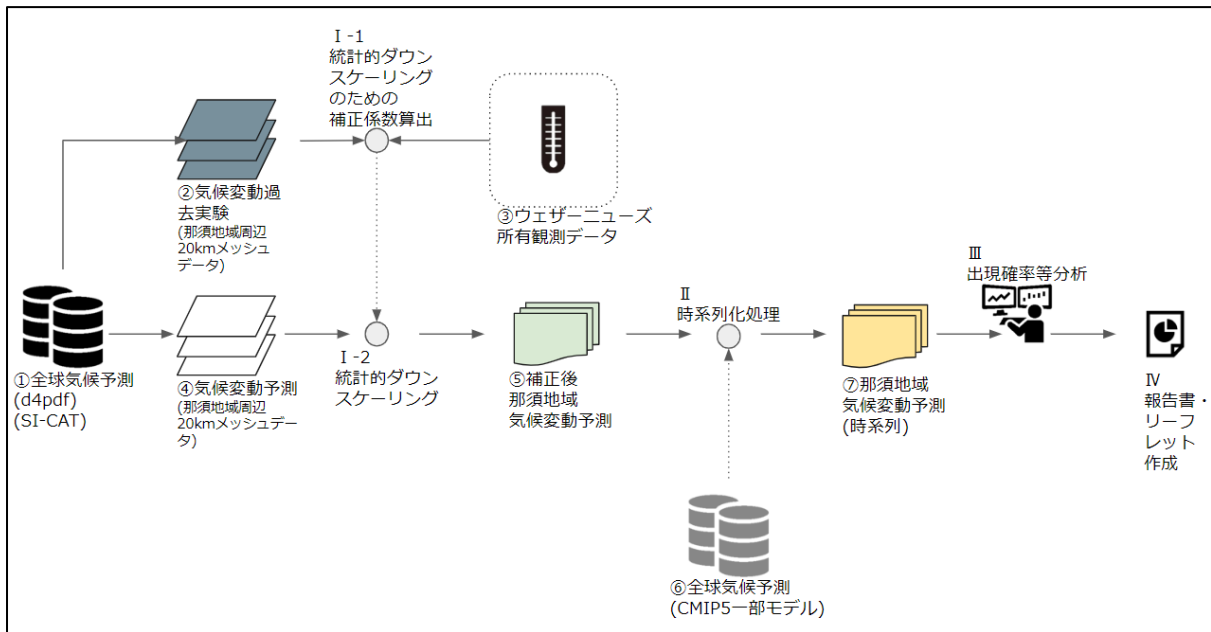 Ⅰ-1
統計的ダウン
スケーリング
のための
補正係数算出
②気候変動過
去実験
(那須地域周辺
20kmメッシュ
データ)
③ウェザーニューズ
所有観測データ
①全球気候予測
(d4pdf)
(SI-CAT)
④気候変動予測
(那須地域周辺
20kmメッシュデー
タ)
Ⅰ-2
統計的ダウン
スケーリング
⑤補正後
那須地域
気候変動予測
Ⅱ
時系列化処理
⑥全球気候予測
(CMIP5一部モデル)
⑦那須地域
気候変動予測
(時系列)
Ⅲ
出現確率等分析
Ⅳ
報告書・
リーフ
レット
作成